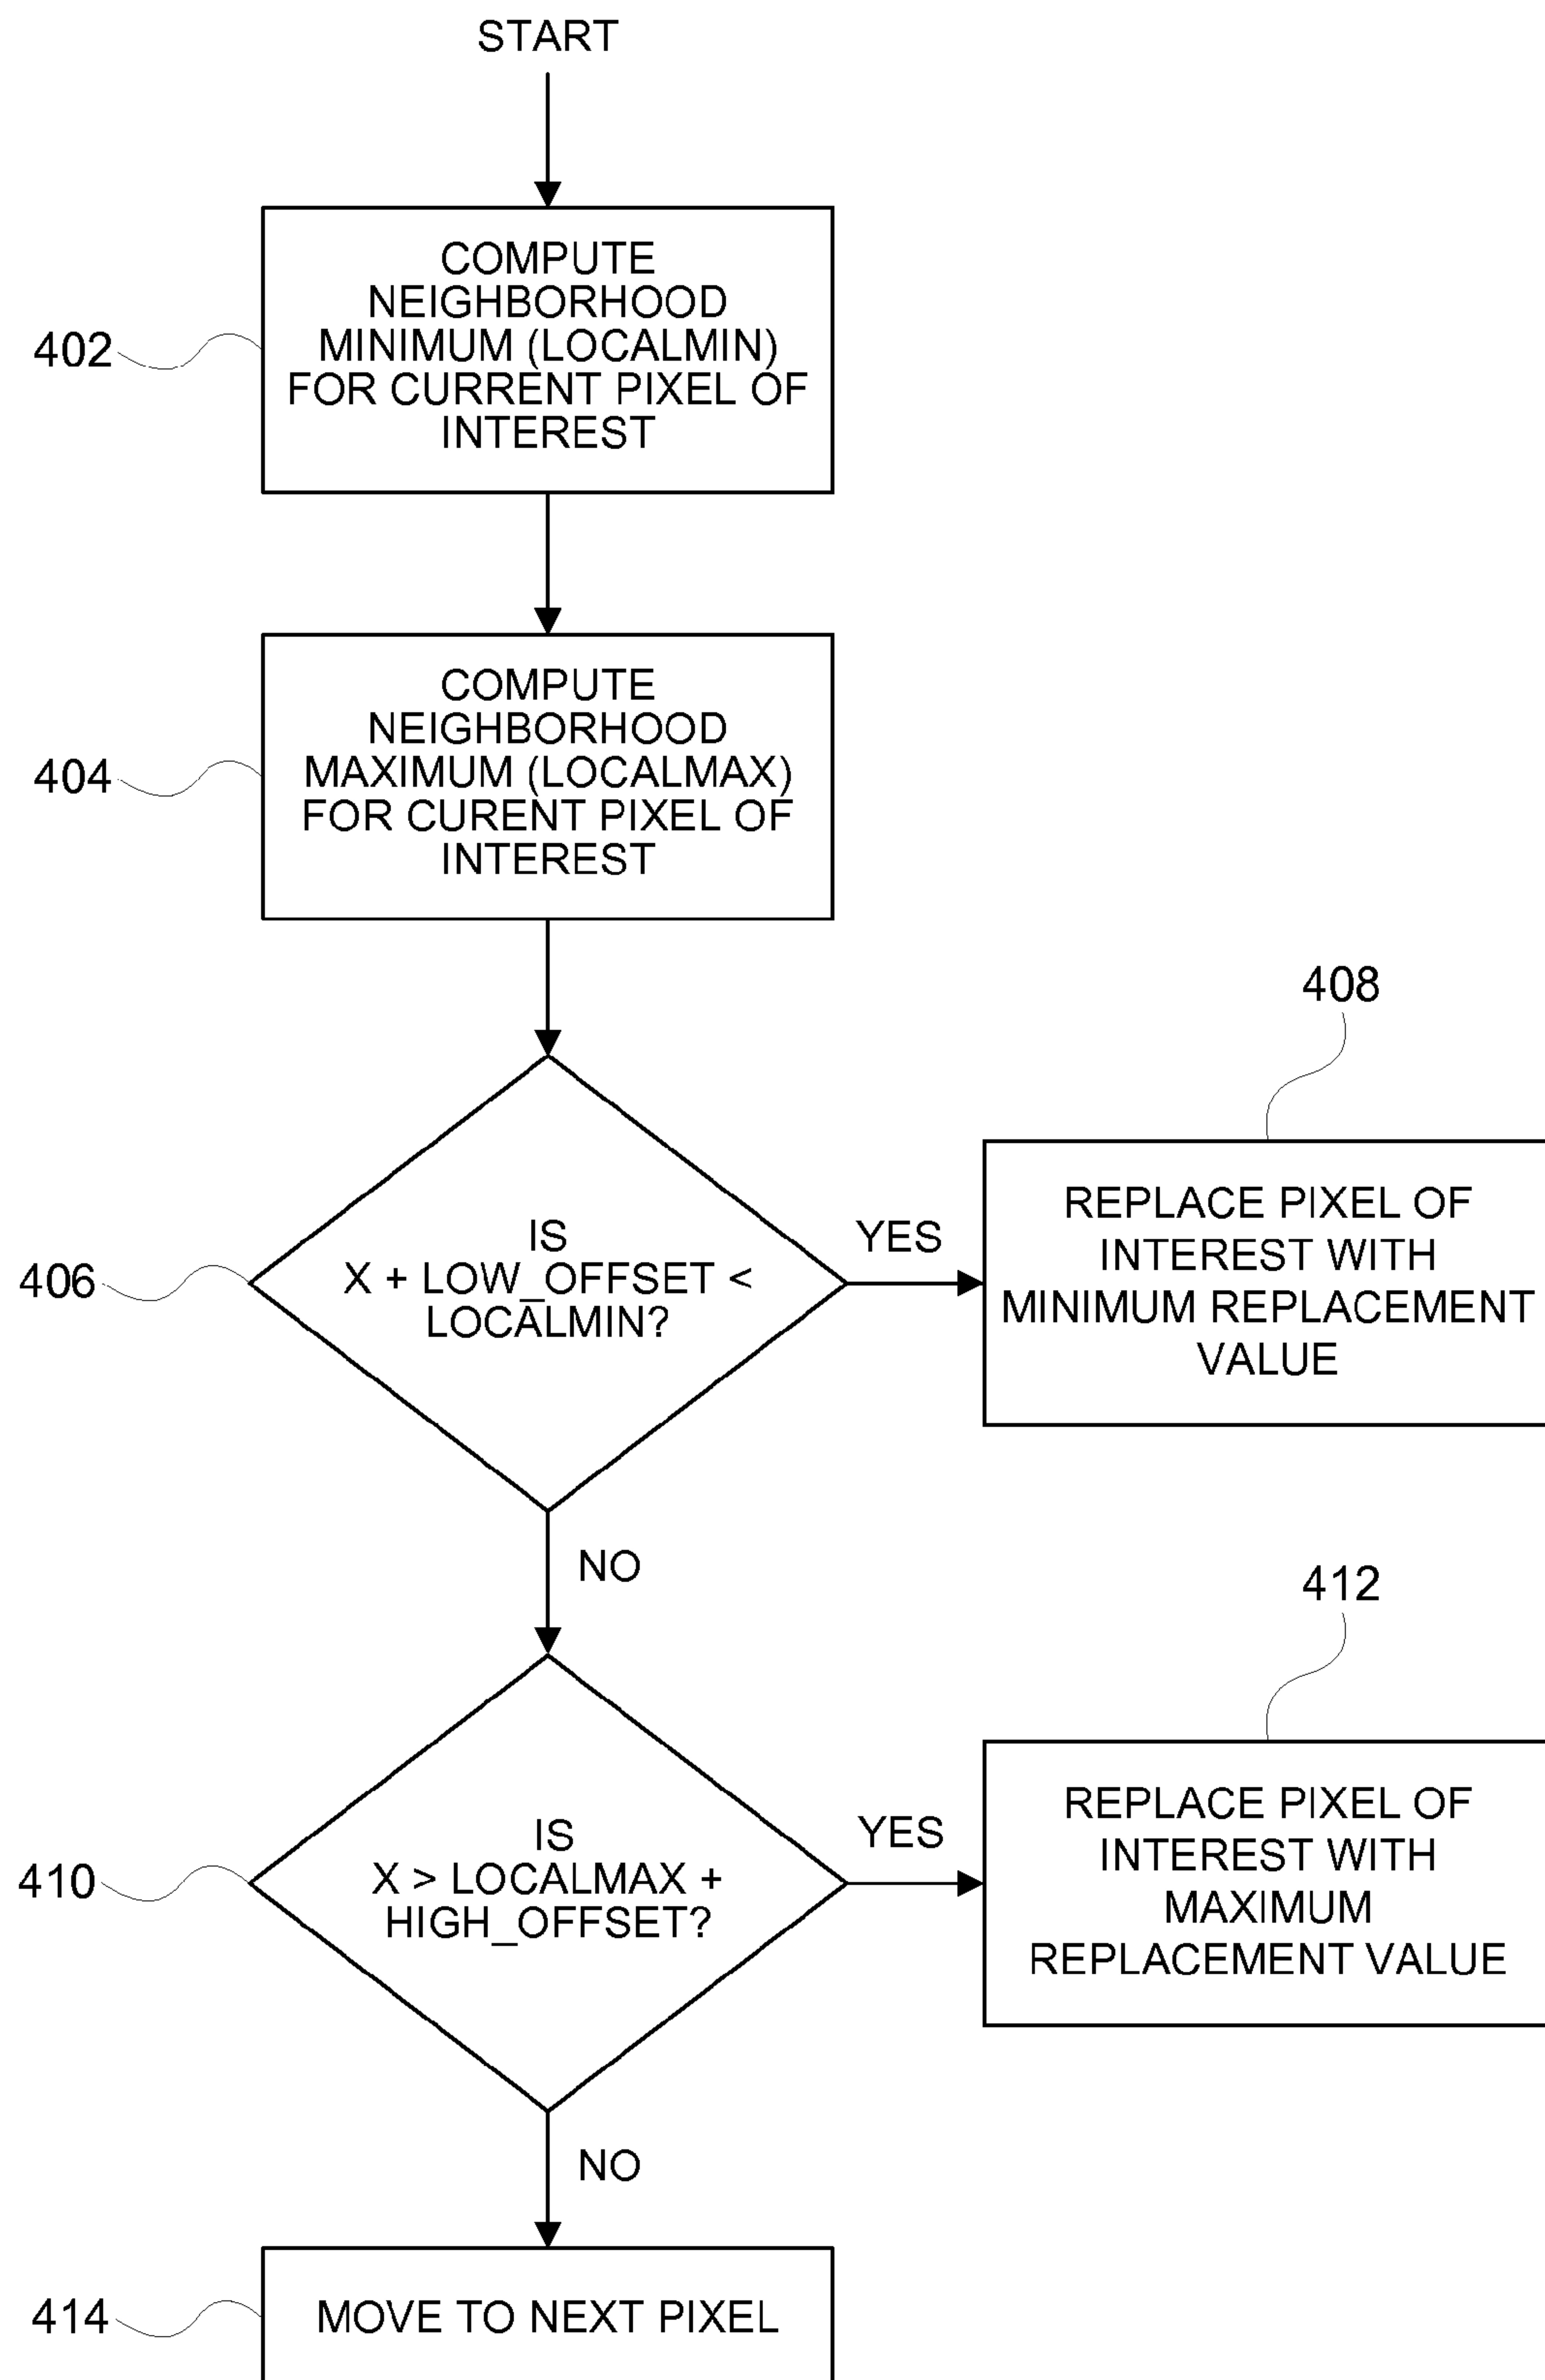 START
COMPUTE
NEIGHBORHOOD
MINIMUM (LOCALMIN)
FOR CURRENT PIXEL OF
INTEREST
402
COMPUTE
NEIGHBORHOOD
MAXIMUM (LOCALMAX)
FOR CURENT PIXEL OF
INTEREST
404
408
IS
X + LOW_OFFSET <
LOCALMIN?
406
YES
REPLACE PIXEL OF
INTEREST WITH
MINIMUM REPLACEMENT
VALUE
NO
412
IS
X > LOCALMAX +
HIGH_OFFSET?
410
YES
REPLACE PIXEL OF
INTEREST WITH
MAXIMUM
REPLACEMENT VALUE
NO
414
MOVE TO NEXT PIXEL